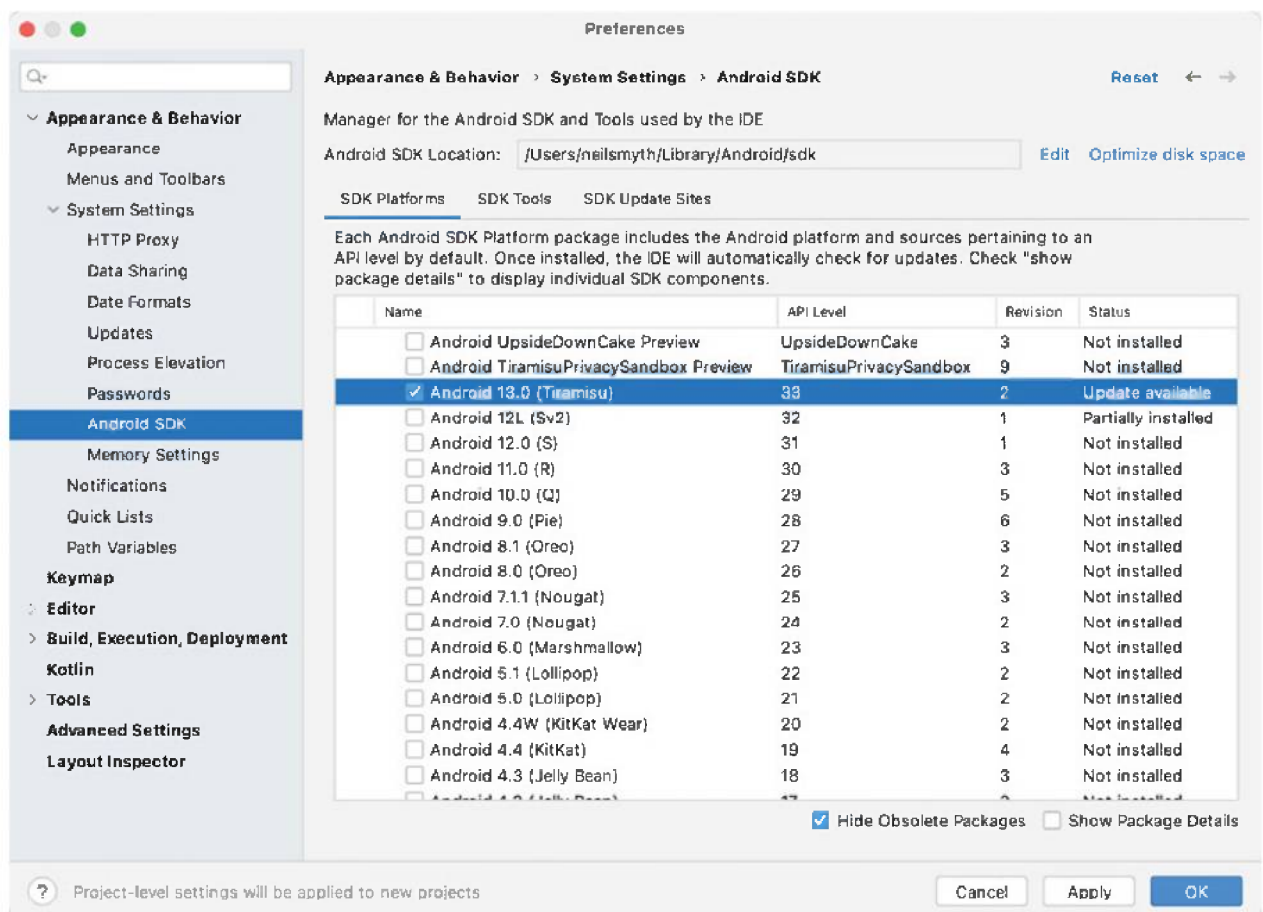 Preferences
Appearance & Behavior › System Settings › Android SDK
Reset
Appearance & Behavior
Appearance
Menus and Toolbars
System Settings
HTTP Proxy
Data Sharing
Date Formats
Updates
Process Elevation
Passwords
Android SDK
Memory Settings
Notifications
Quick Lists
Path Variables
Keymap
Editor
Build, Execution, Deployment
Kotlin
Tools
Advanced Settings
Layout Inspector
Manager for the Android SDK and Tools used by the IDE
Android SDK Location: /Users/neilsmyth/Library/Android/sdk Edit Optimize disk space
SDK Platforms SDK Tools SDK Update Sites
Each Android SDK Platform package includes the Android platform and sources pertaining to an
API level by default. Once installed, the IDE will automatically check for updates. Check "show
package details" to display individual SDK components.
Name API Level Revision Status
Android UpsideDownCake Preview UpsideDownCake 3 Not installed
Android TiramisuPrivacySandbox Preview TiramisuPrivacySandbox 9 Not installed
Android 13.0 (Tiramisu) 33 2 Update available
Android 12L (Sv2) 32 1 Partially installed
Android 12.0 (S) 31 1 Not installed
Android 11.0 (R) 30 3 Not installed
Android 10.0 (Q) 29 5 Not installed
Android 9.0 (Pie) 28 6 Not installed
Android 8.1 (Oreo) 27 3 Not installed
Android 8.0 (Oreo) 26 2 Not installed
Android 7.1.1 (Nougat) 25 3 Not installed
Android 7.0 (Nougat) 24 2 Not installed
Android 6.0 (Marshmallow) 23 3 Not installed
Android 5.1 (Lollipop) 22 2 Not installed
Android 5.0 (Lollipop) 21 2 Not installed
Android 4.4W (KitKat Wear) 20 2 Not installed
Android 4.4 (KitKat) 19 4 Not installed
Android 4.3 (Jelly Bean) 18 3 Not installed
Hide Obsolete Packages Show Package Details
? Project-level settings will be applied to new projects
Cancel Apply OK